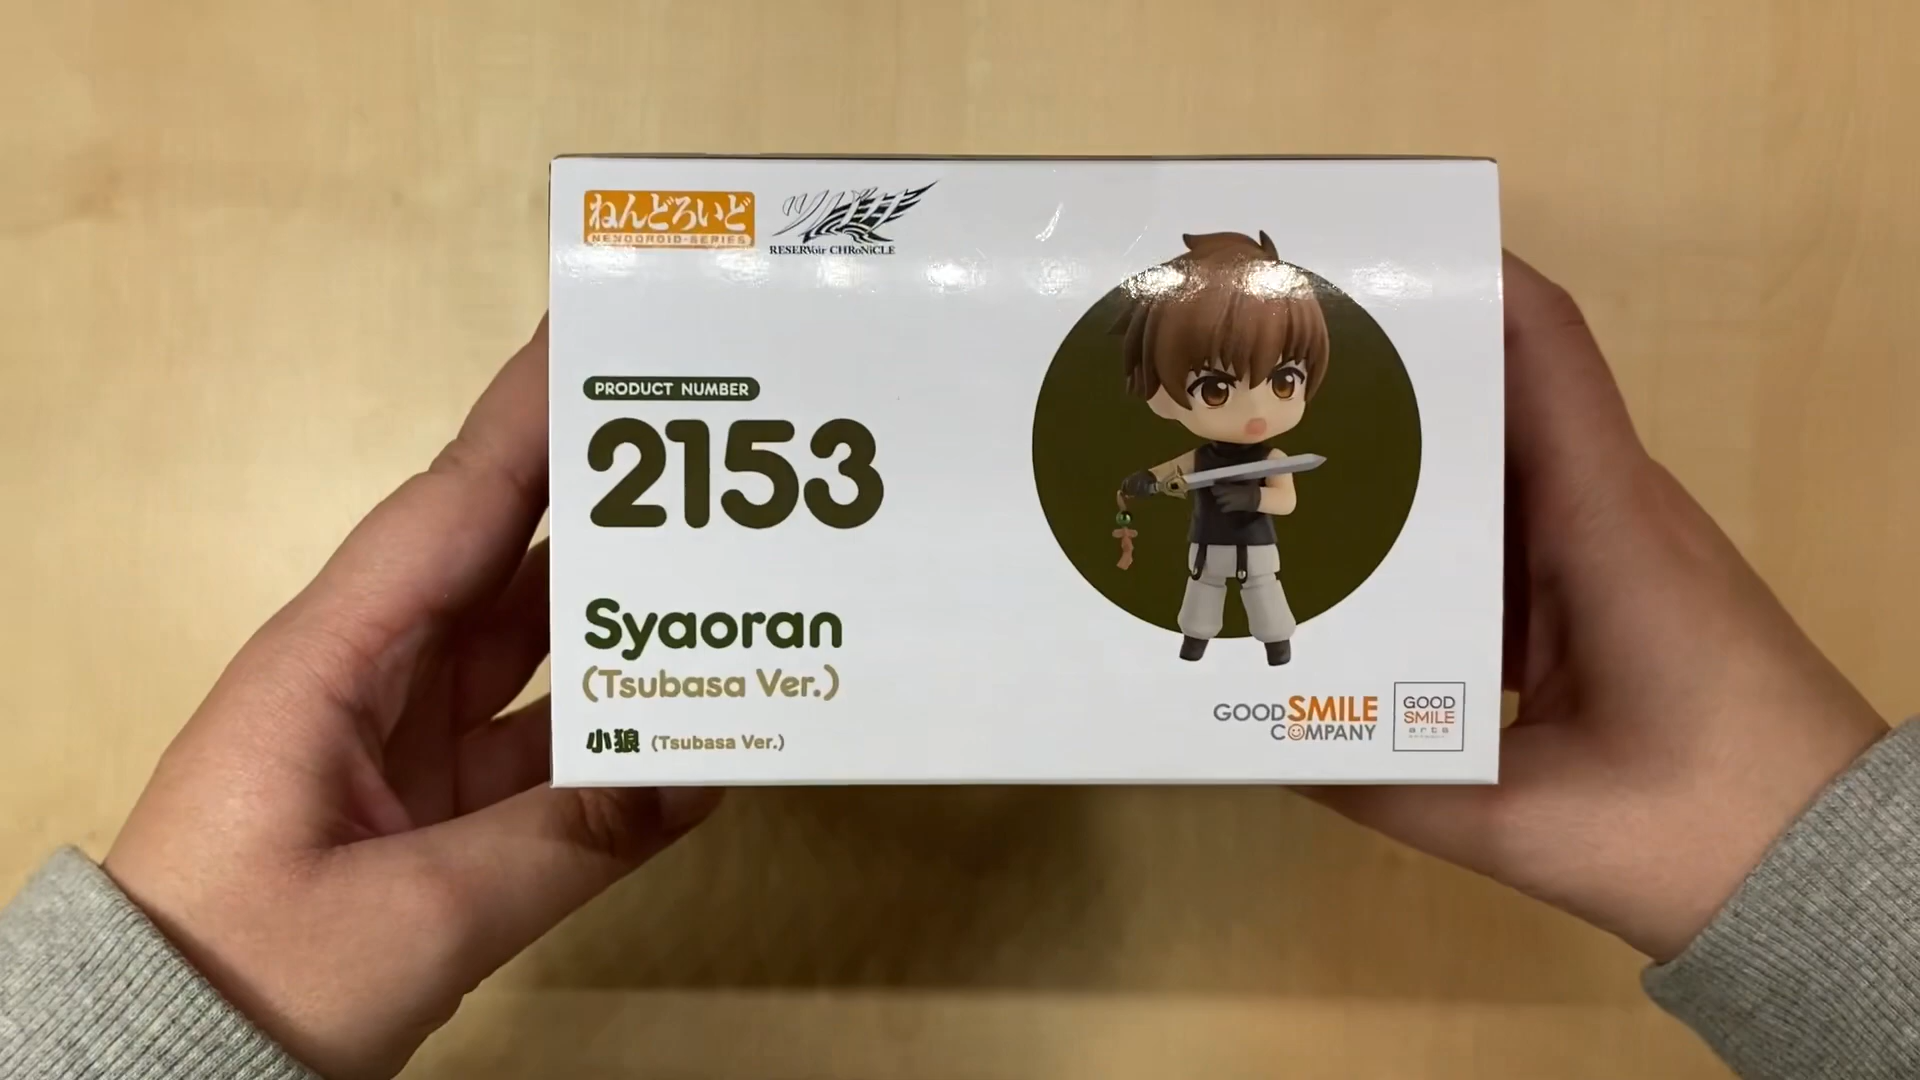 ねんどろいど
NENDOROID-SERIES
ツバサ
RESERVoir CHRoNiCLE
PRODUCT NUMBER
2153
Syaoran
(Tsubasa Ver.)
小狼 (Tsubasa Ver.)
GOOD SMILE
COMPANY
GOOD
SMILE
arts